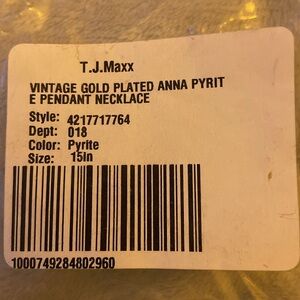 T.J.Maxx
VINTAGE GOLD PLATED ANNA PYRIT
E PENDANT NECKLACE
Style: 4217717764
Dept: 018
Color: Pyrite
Size: 15in
1000749284802960